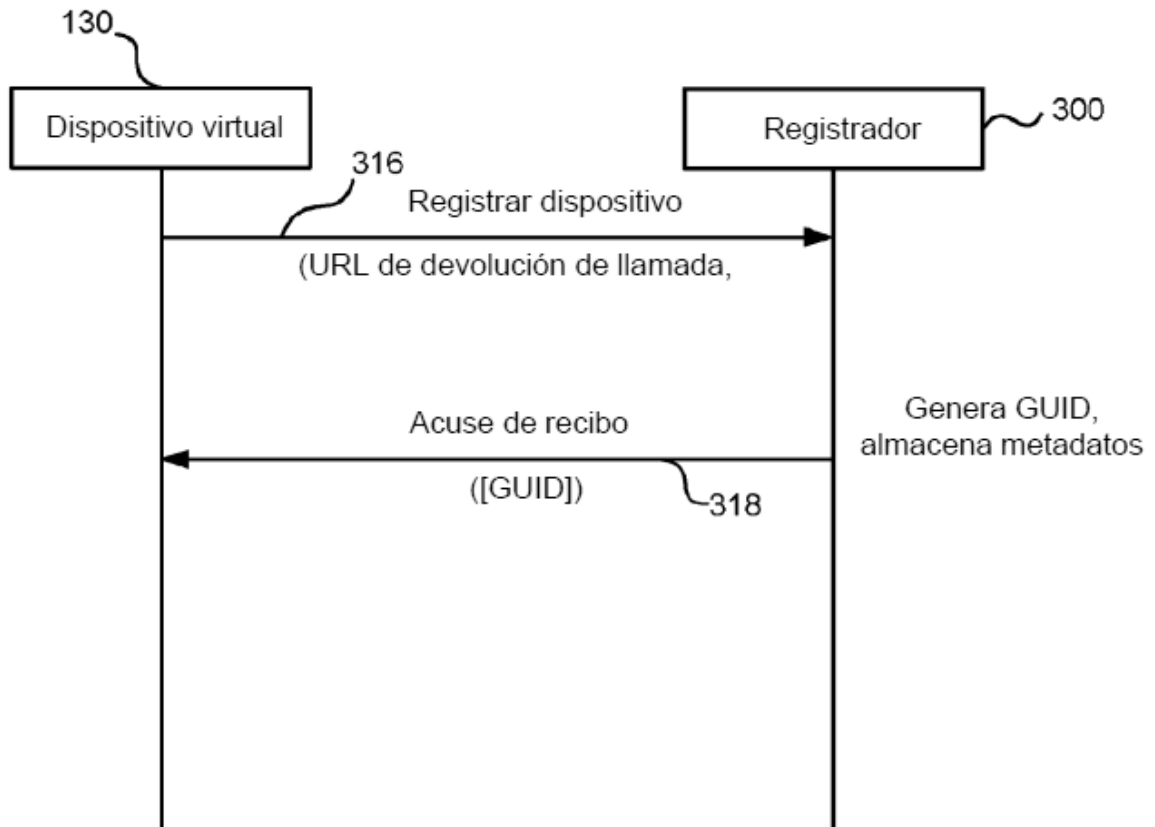 130
Dispositivo virtual
Registrador
300
316
Registrar dispositivo
(URL de devolución de llamada,
Acuse de recibo
([GUID])
318
Genera GUID,
almacena metadatos